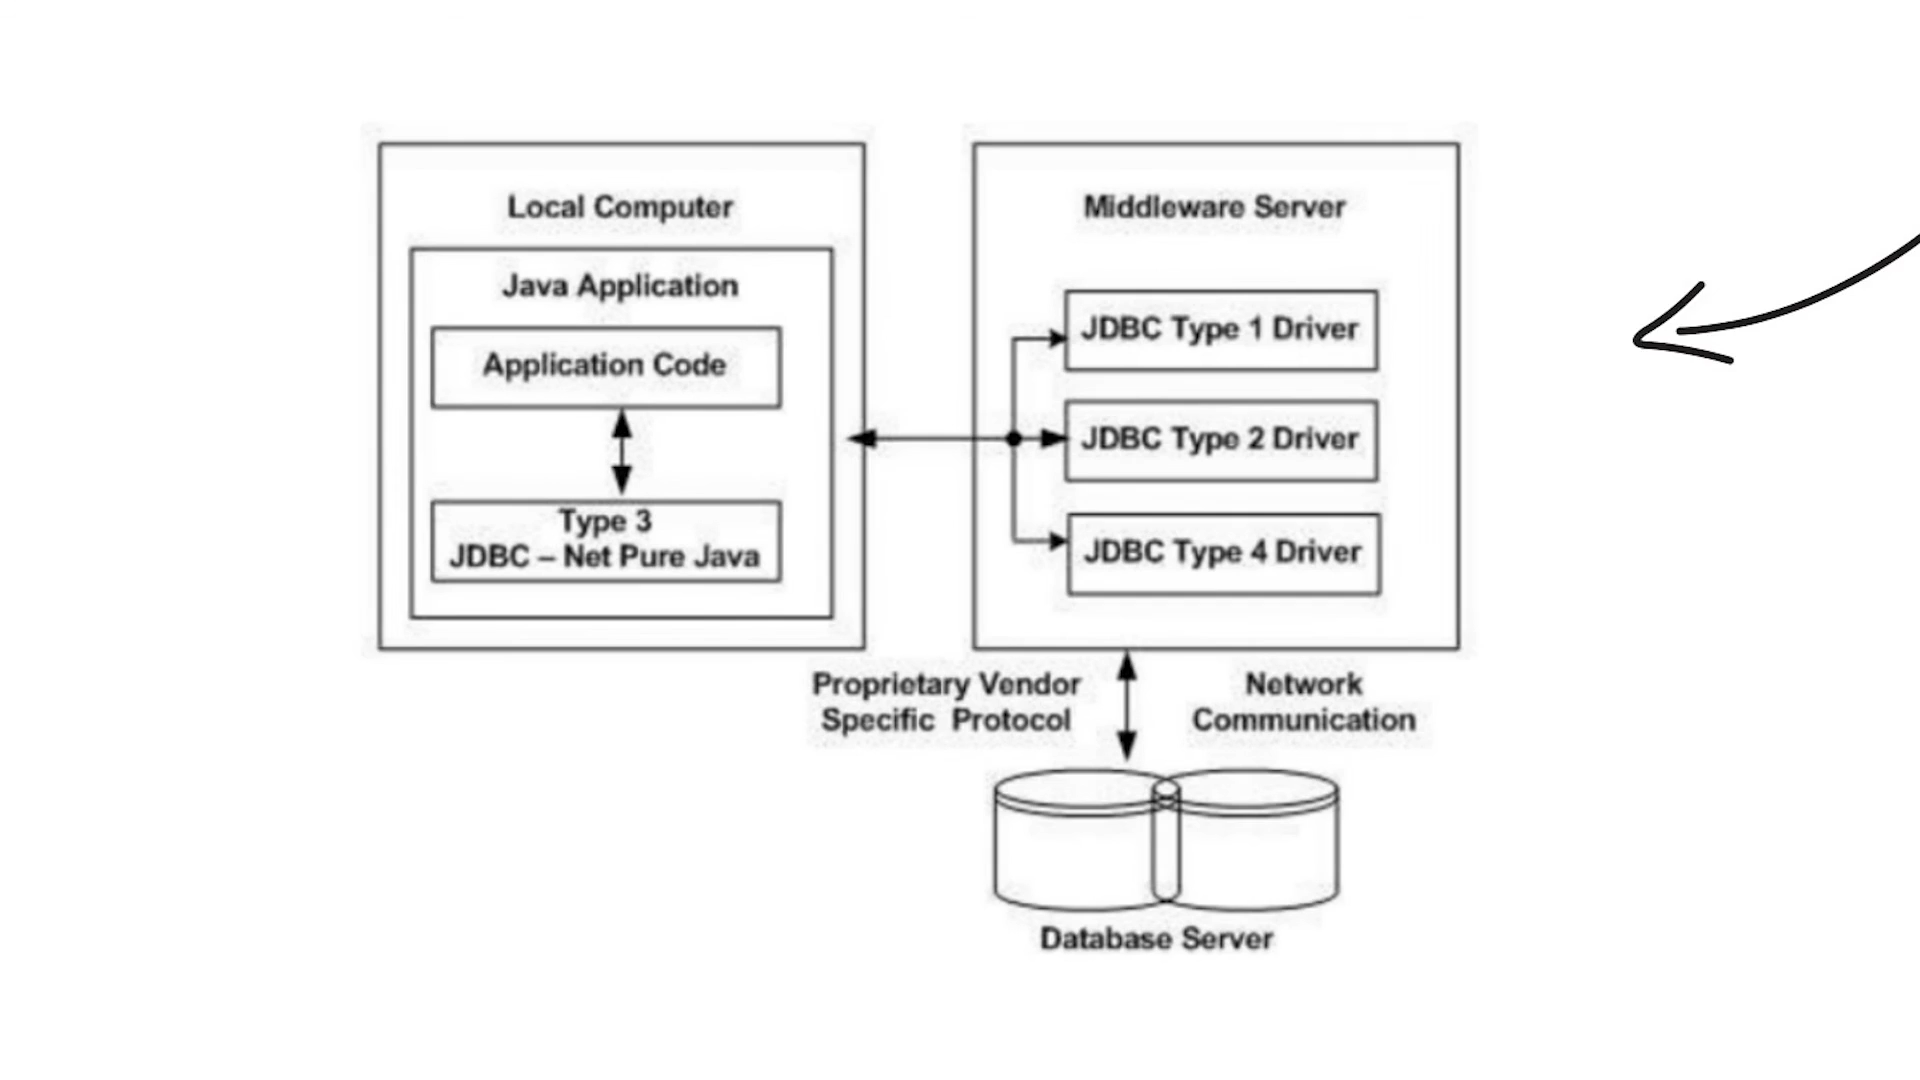 Local Computer
Java Application
Application Code
Type 3
JDBC – Net Pure Java
Middleware Server
JDBC Type 1 Driver
JDBC Type 2 Driver
JDBC Type 4 Driver
Proprietary Vendor
Specific Protocol
Network
Communication
Database Server